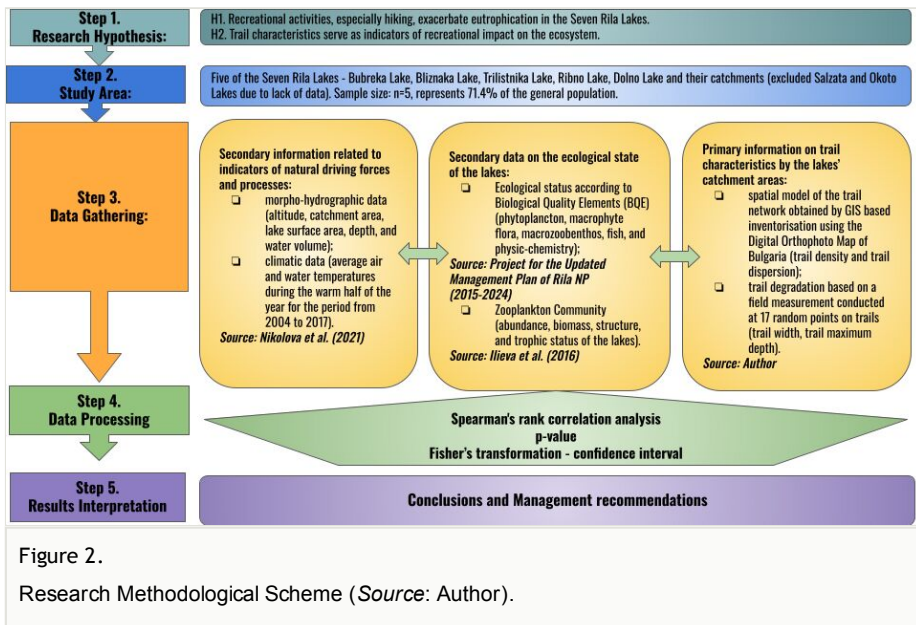 Step 1.
Research Hypothesis:
H1. Recreational activities, especially hiking, exacerbate eutrophication in the Seven Rila Lakes.
H2. Trail characteristics serve as indicators of recreational impact on the ecosystem.
Step 2.
Study Area:
Five of the Seven Rila Lakes - Bubreka Lake, Bliznaka Lake, Trilistnika Lake, Ribno Lake, Dolno Lake and their catchments (excluded Salzata and Okoto
Lakes due to lack of data). Sample size: n=5, represents 71.4% of the general population.
Step 3.
Data Gathering:
Secondary information related to
indicators of natural driving forces
and processes:
morpho-hydrographic data
(altitude, catchment area,
lake surface area, depth, and
water volume);
climatic data (average air
and water temperatures
during the warm half of the
year for the period from
2004 to 2017).
Source: Nikolova et al. (2021)
Secondary data on the ecological state
of the lakes:
Ecological status according to
Biological Quality Elements (BQE)
(phytoplancton, macrophyte
flora, macrozoobenthos, fish, and
physic-chemistry);
Source: Project for the Updated
Management Plan of Rila NP
(2015-2024)
Zooplankton Community
(abundance, biomass, structure,
and trophic status of the lakes).
Source: Ilieva et al. (2016)
Primary information on trail
characteristics by the lakes'
catchment areas:
spatial model of the trail
network obtained by GIS based
inventorisation using the
Digital Orthophoto Map of
Bulgaria (trail density and trail
dispersion);
trail degradation based on a
field measurement conducted
at 17 random points on trails
(trail width, trail maximum
depth).
Source: Author
Step 4.
Data Processing
Spearman's rank correlation analysis
p-value
Fisher's transformation - confidence interval
Step 5.
Results Interpretation
Conclusions and Management recommendations
Figure 2.
Research Methodological Scheme (Source: Author).